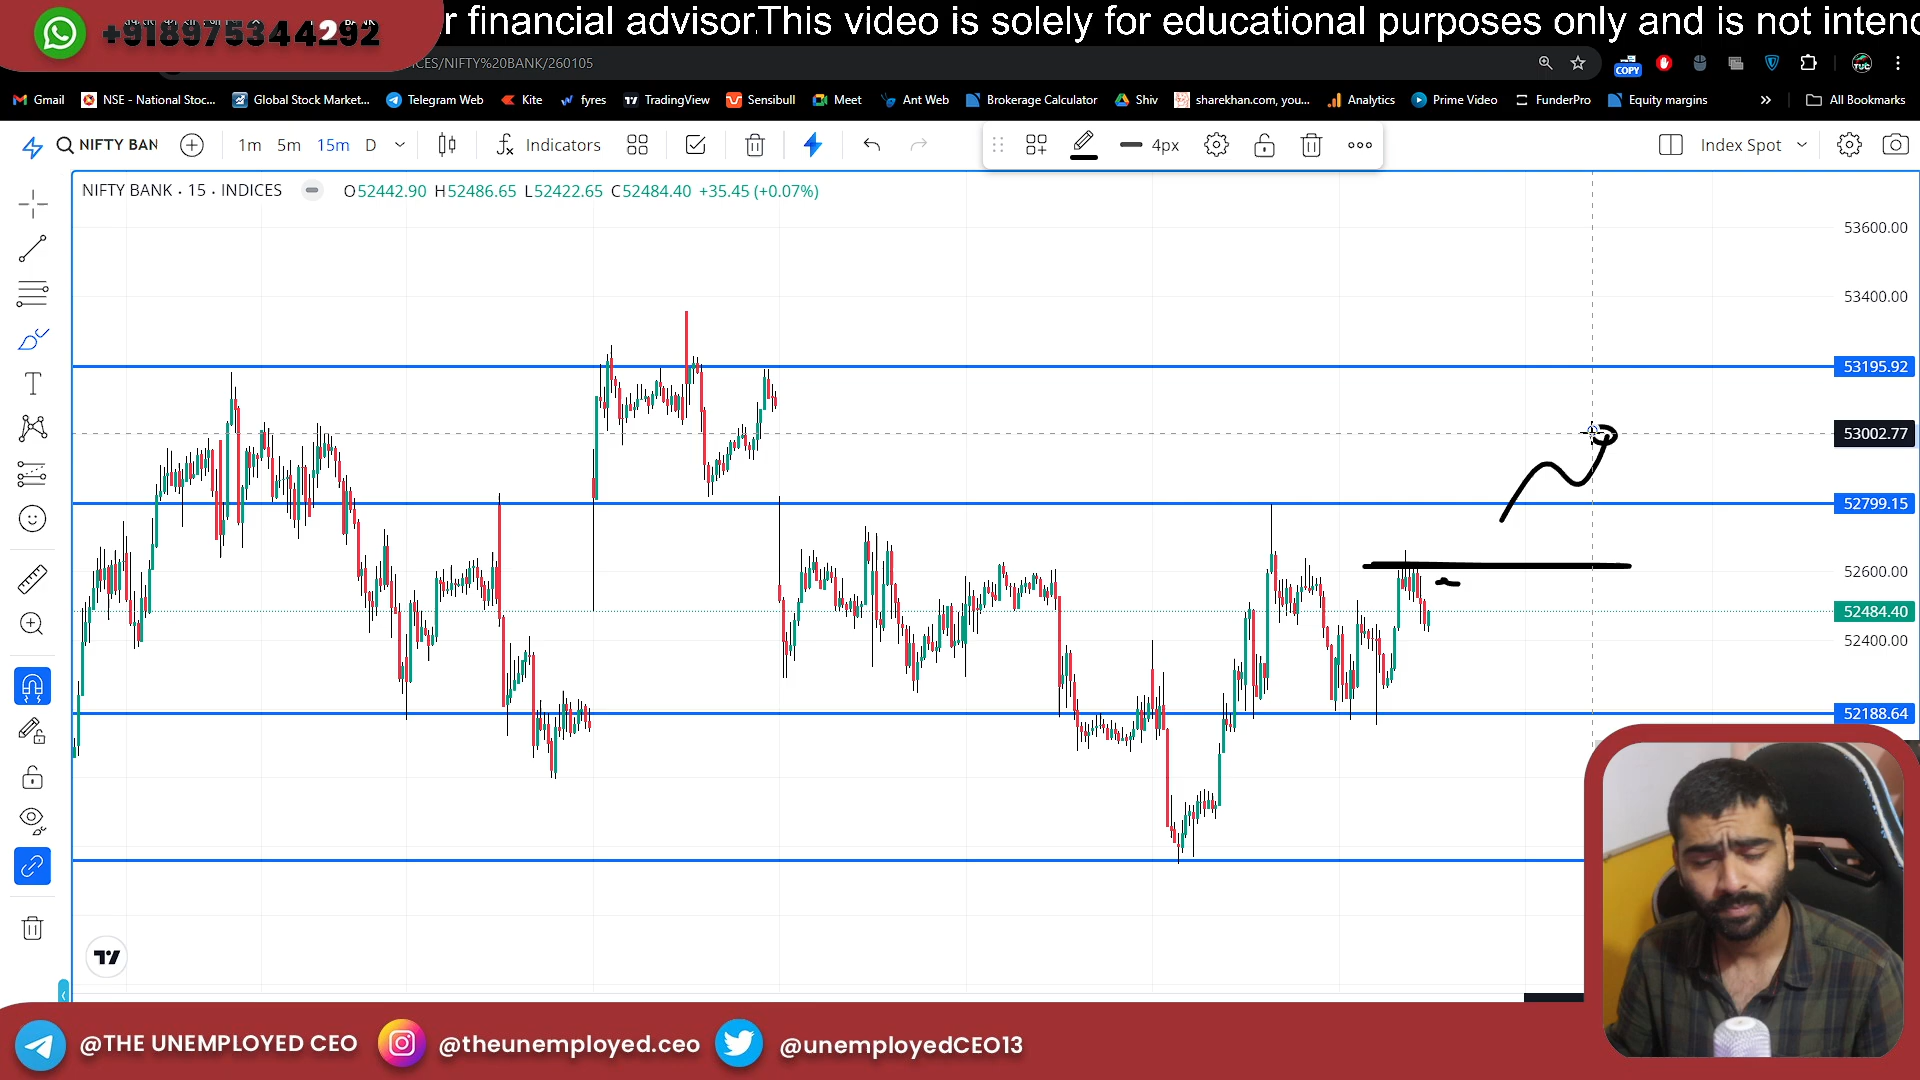 +918975344292
r financial advisor.This video is solely for educational purposes only and is not intend
ICES/NIFTY%20BANK/260105
COPY
TUC
Gmail NSE - National Stoc... Global Stock Market... Telegram Web Kite fyres TradingView Sensibull Meet Ant Web Brokerage Calculator Shiv sharekhan.com, you... Analytics Prime Video FunderPro Equity margins » All Bookmarks
NIFTY BAN 1m 5m 15m D Indicators 4px Index Spot
NIFTY BANK · 15 · INDICES O52442.90 H52486.65 L52422.65 C52484.40 +35.45 (+0.07%)
53600.00
53400.00
53195.92
53002.77
52799.15
52600.00
52484.40
52400.00
52188.64
@THE UNEMPLOYED CEO @theunemployed.ceo @unemployedCEO13